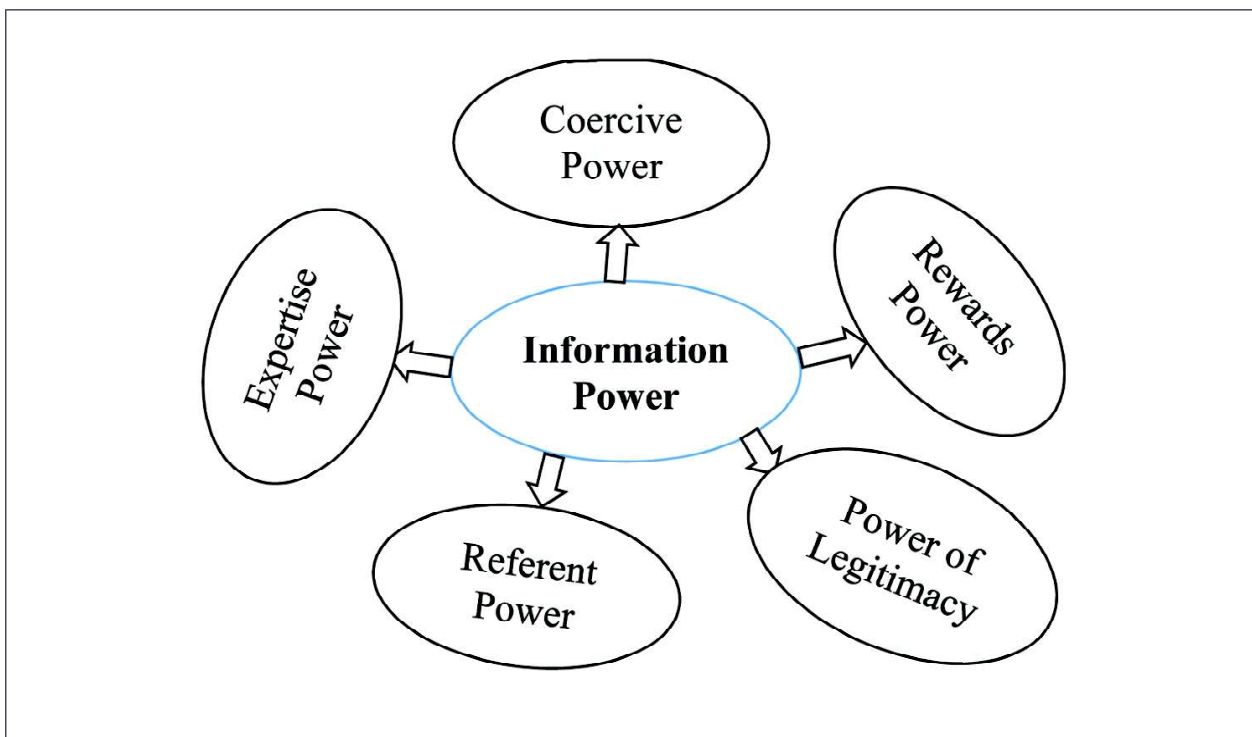 Coercive
Power
Rewards
Power
Expertise
Power
Information
Power
Power of
Legitimacy
Referent
Power